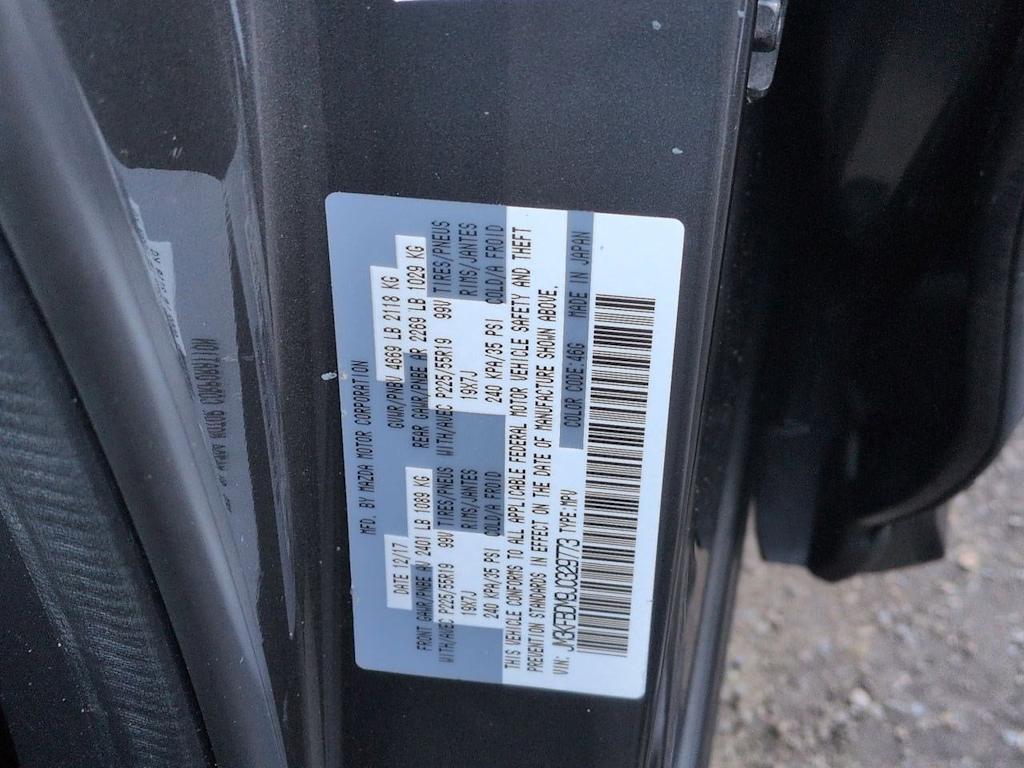 MFD. BY MAZDA MOTOR CORPORATION
DATE 12/17 GVWR/PNBV 4669 LB 2118 KG
FRONT GAWR/PNBE AV 2401 LB 1089 KG REAR GAWR/PNBE AR 2269 LB 1029 KG
WITH/AVEC P225/55R19 99V TIRES/PNEUS WITH/AVEC P225/55R19 99V TIRES/PNEUS
19X7J RIMS/JANTES 19X7J RIMS/JANTES
240 KPA/35 PSI COLD/A FROID 240 KPA/35 PSI COLD/A FROID
THIS VEHICLE CONFORMS TO ALL APPLICABLE FEDERAL MOTOR VEHICLE SAFETY AND THEFT
PREVENTION STANDARDS IN EFFECT ON THE DATE OF MANUFACTURE SHOWN ABOVE.
VIN: JM3KFBDM9J0329773 TYPE:MPV COLOR CODE:46G MADE IN JAPAN